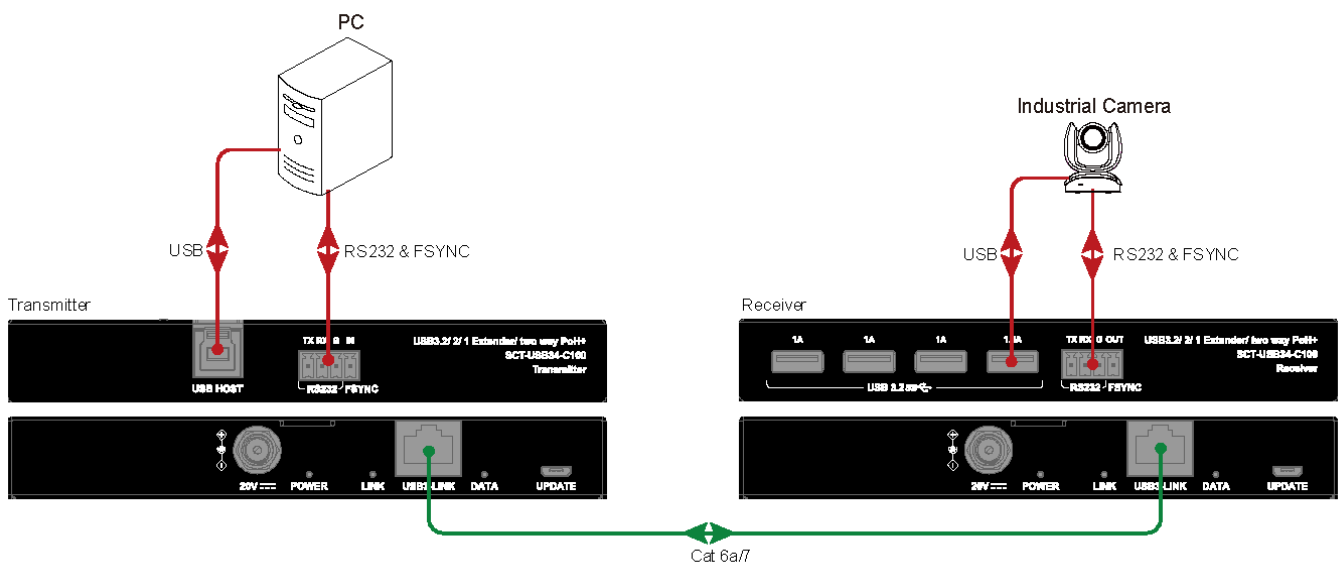 PC
Industrial Camera
USB
RS232 & FSYNC
USB
RS232 & FSYNC
Transmitter
Receiver
TX RX G IN
USB3.2/ 2/ 1 Extender/ two way PoH+
SCT-USB34-C100
Transmitter
USB HOST
RS232
FSYNC
1A
1A
1A
TX RX G OUT
USB3.2/ 2/ 1 Extender/ two way PoH+
SCT-USB34-C100
Receiver
USB 3.2
RS232
FSYNC
20V
POWER
LINK
USB3-LINK
DATA
UPDATE
20V
POWER
LINK
USB3-LINK
DATA
UPDATE
Cat 6a/7